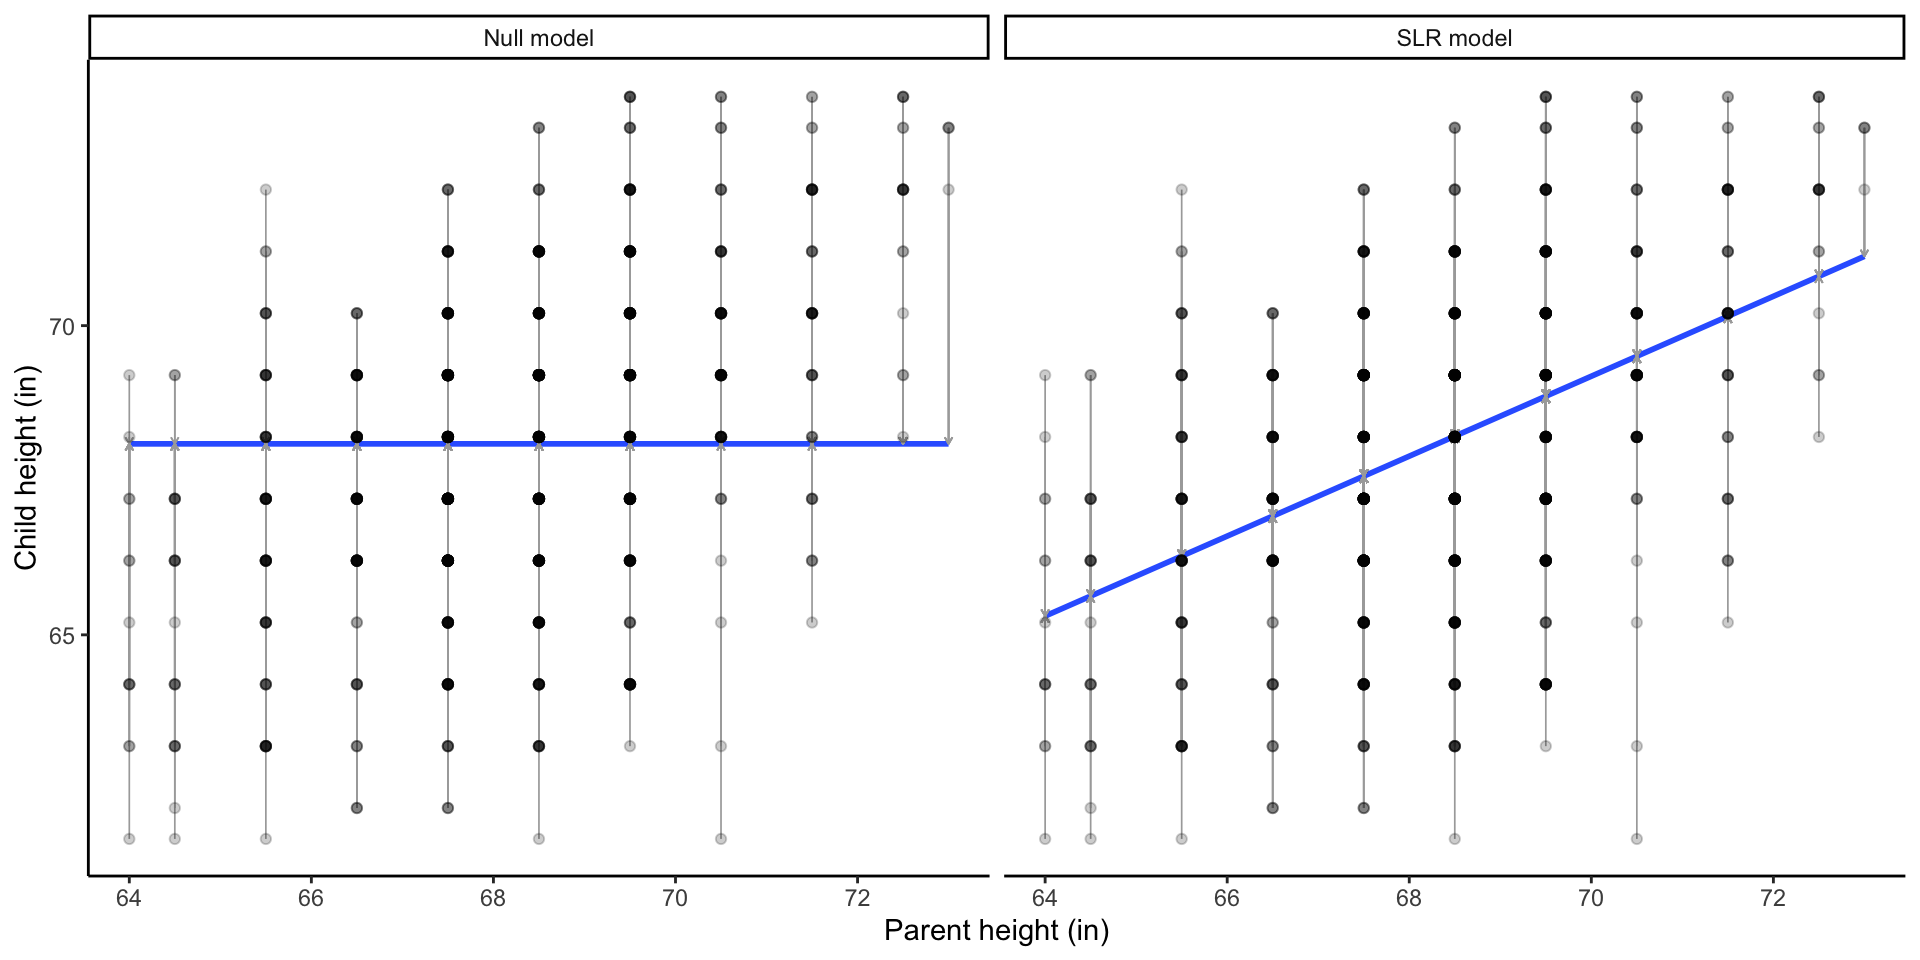 Null model
SLR model
Child height (in)
70
65
64 66 68 70 72
64 66 68 70 72
Parent height (in)